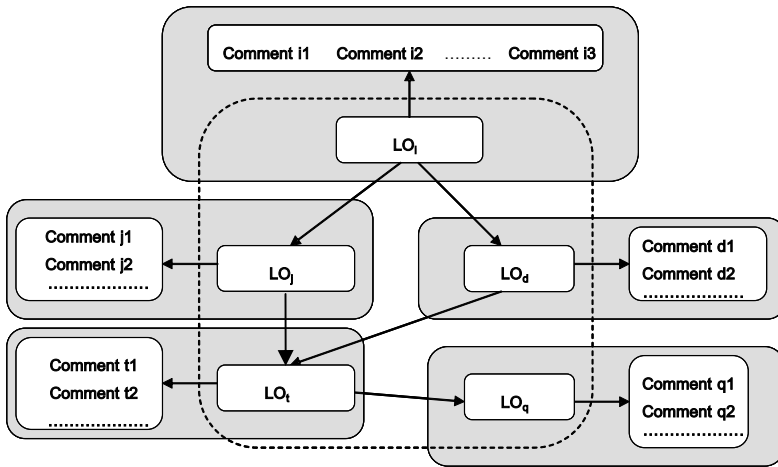 Comment i1 Comment i2 ......... Comment i3
LOi
Comment j1
Comment j2
..................
LOj
LOd
Comment d1
Comment d2
..................
Comment t1
Comment t2
..................
LOt
LOq
Comment q1
Comment q2
..................